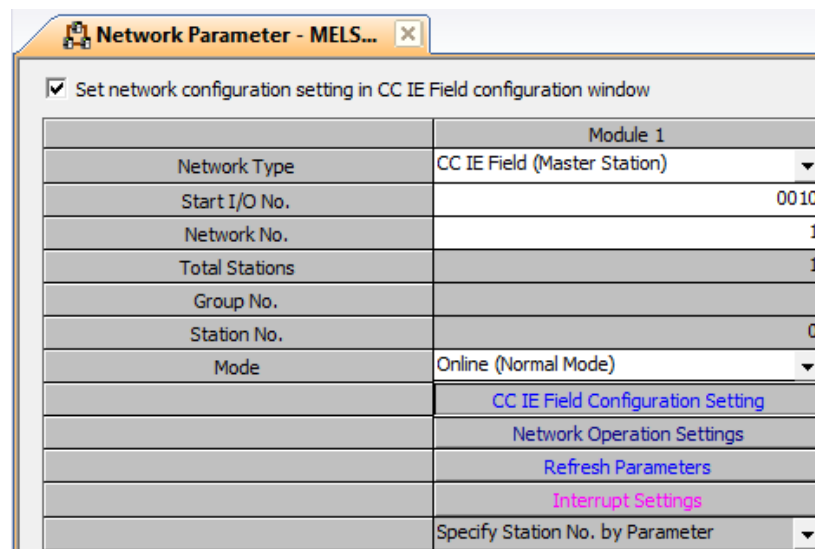 Network Parameter - MELS...
Set network configuration setting in CC IE Field configuration window
Module 1
Network Type CC IE Field (Master Station)
Start I/O No. 0010
Network No. 1
Total Stations 1
Group No.
Station No. 0
Mode Online (Normal Mode)
CC IE Field Configuration Setting
Network Operation Settings
Refresh Parameters
Interrupt Settings
Specify Station No. by Parameter